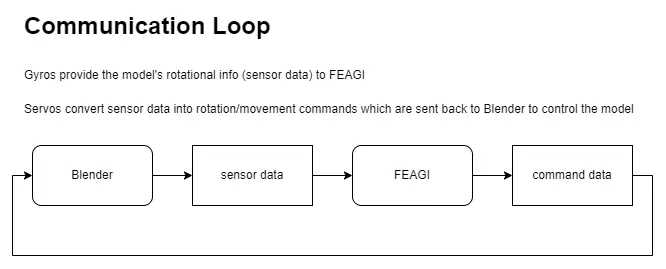 Communication Loop
Gyros provide the model's rotational info (sensor data) to FEAGI
Servos convert sensor data into rotation/movement commands which are sent back to Blender to control the model
Blender
sensor data
FEAGI
command data